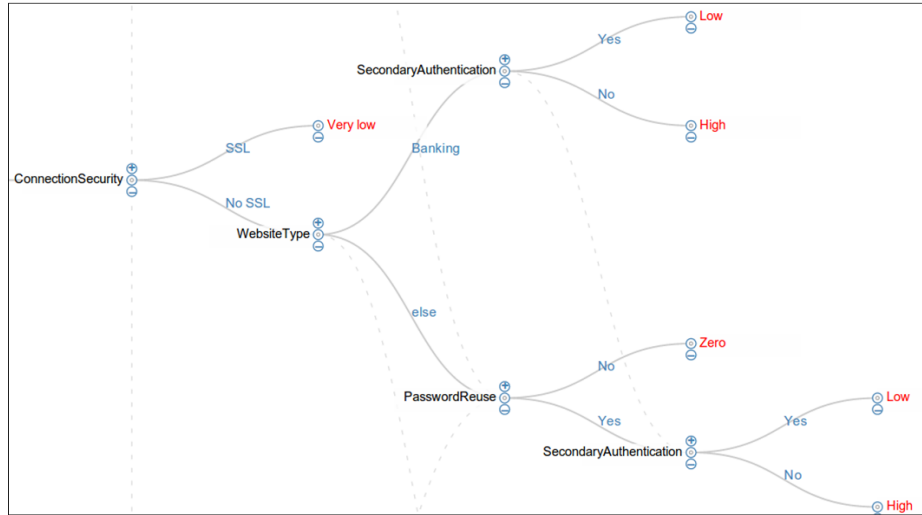 Low
Yes
SecondaryAuthentication
No
High
Very low
SSL
Banking
ConnectionSecurity
No SSL
WebsiteType
else
Zero
No
PasswordReuse
Low
Yes
Yes
SecondaryAuthentication
No
High